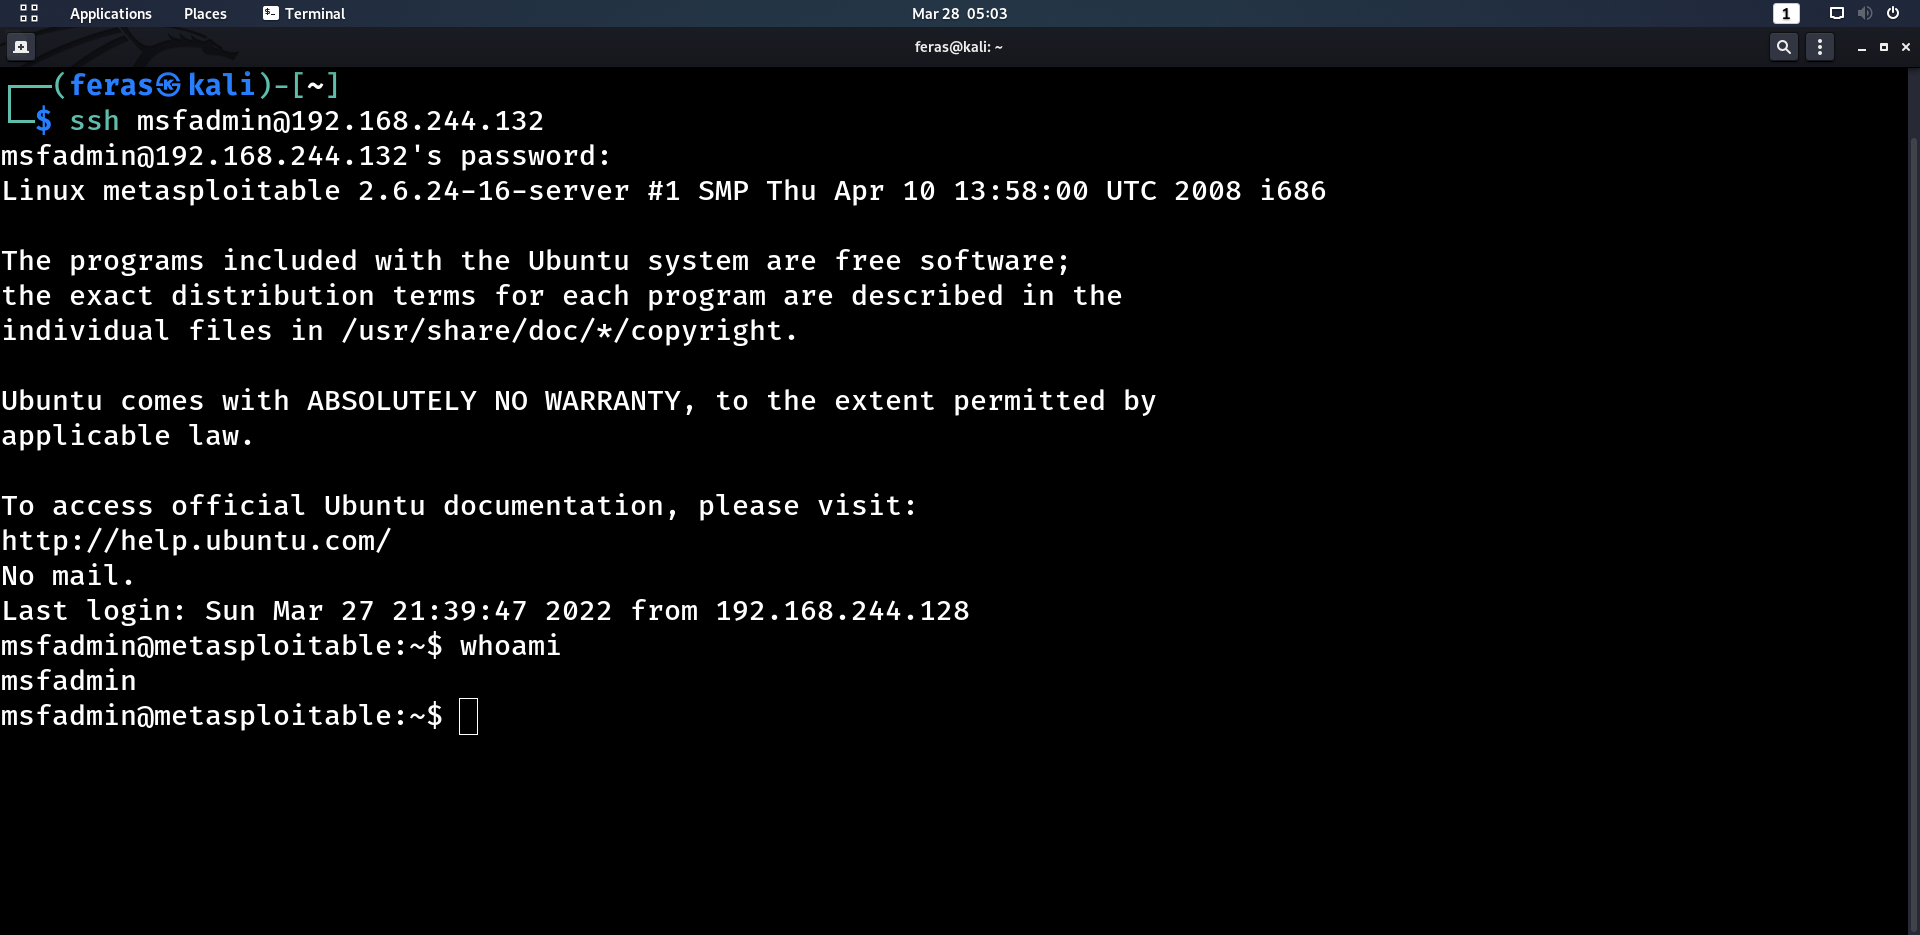 Applications Places Terminal Mar 28 05:03 1
feras@kali: ~
┌──(feras㉿kali)-[~]
└─$ ssh msfadmin@192.168.244.132
msfadmin@192.168.244.132's password:
Linux metasploitable 2.6.24-16-server #1 SMP Thu Apr 10 13:58:00 UTC 2008 i686
The programs included with the Ubuntu system are free software;
the exact distribution terms for each program are described in the
individual files in /usr/share/doc/*/copyright.
Ubuntu comes with ABSOLUTELY NO WARRANTY, to the extent permitted by
applicable law.
To access official Ubuntu documentation, please visit:
http://help.ubuntu.com/
No mail.
Last login: Sun Mar 27 21:39:47 2022 from 192.168.244.128
msfadmin@metasploitable:~$ whoami
msfadmin
msfadmin@metasploitable:~$